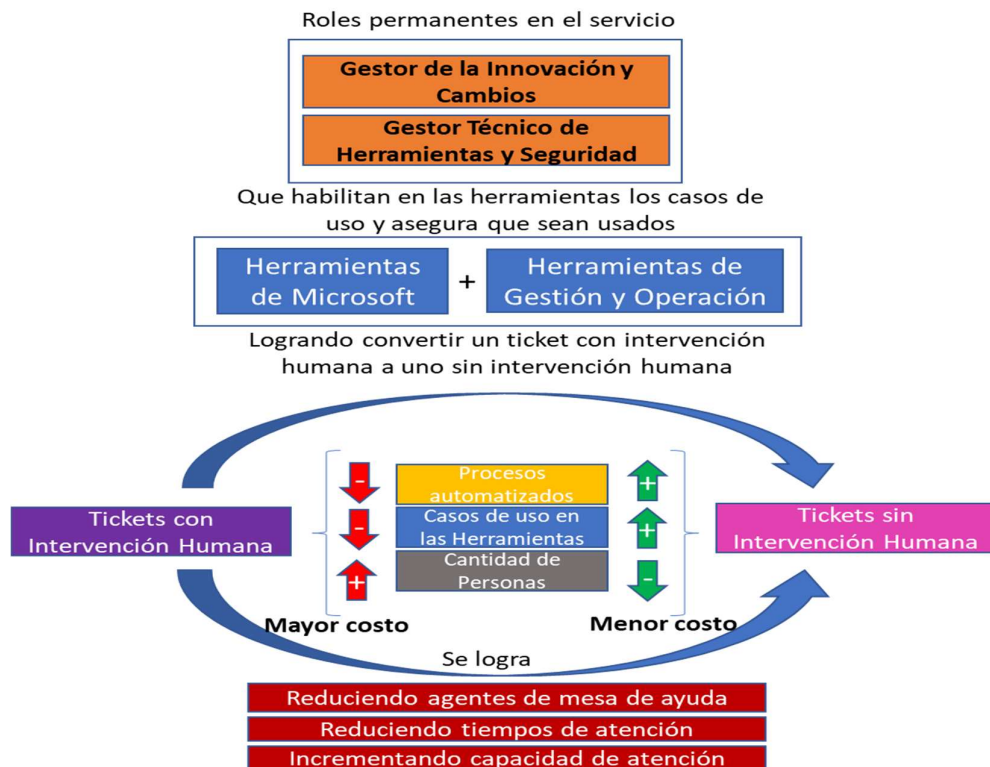 Roles permanentes en el servicio
Gestor de la Innovación y
Cambios
Gestor Técnico de
Herramientas y Seguridad
Que habilitan en las herramientas los casos de
uso y asegura que sean usados
Herramientas
de Microsoft
+
Herramientas de
Gestión y Operación
Logrando convertir un ticket con intervención
humana a uno sin intervención humana
Tickets con
Intervención Humana
-
Procesos
automatizados
+
-
Casos de uso en
las Herramientas
+
+
Cantidad de
Personas
-
Tickets sin
Intervención Humana
Mayor costo
Menor costo
Se logra
Reduciendo agentes de mesa de ayuda
Reduciendo tiempos de atención
Incrementando capacidad de atención